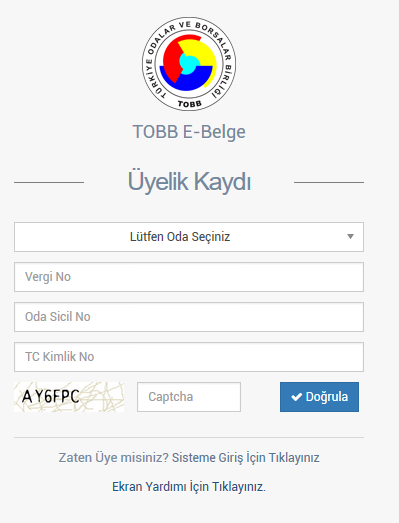 TÜRKİYE ODALAR VE BORSALAR BİRLİĞİ
TOBB
TOBB E-Belge
Üyelik Kaydı
Lütfen Oda Seçiniz
Vergi No
Oda Sicil No
TC Kimlik No
AY6FPC Captcha Doğrula
Zaten Üye misiniz? Sisteme Giriş İçin Tıklayınız
Ekran Yardımı İçin Tıklayınız.